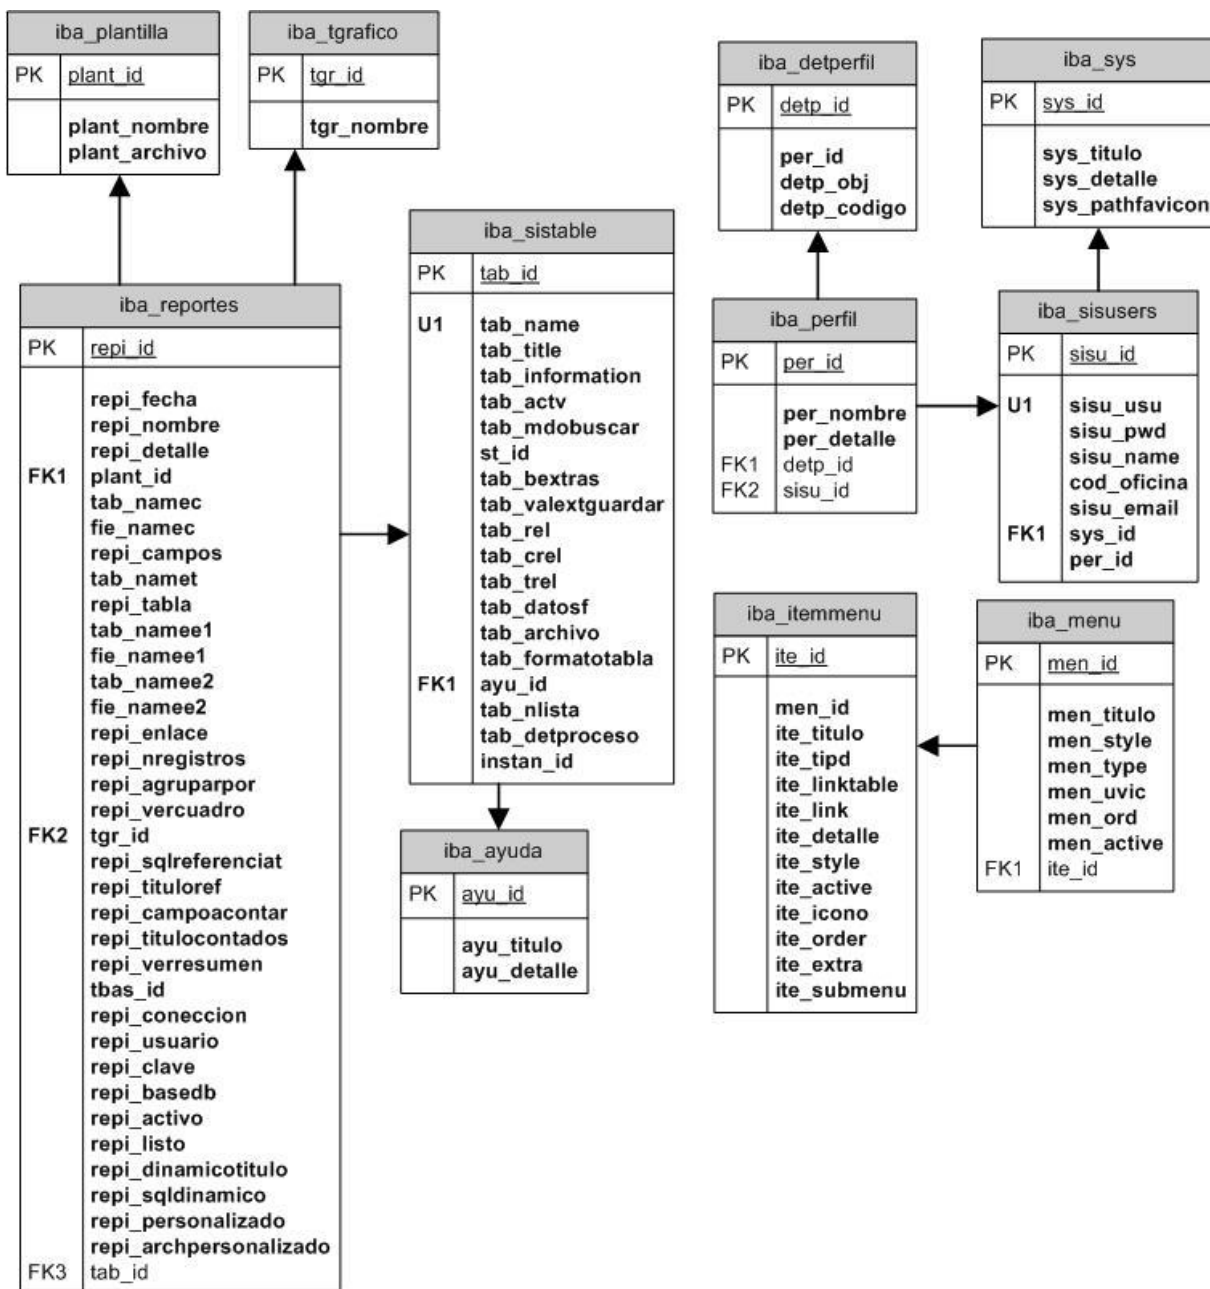 iba_plantilla
PK plant_id
plant_nombre
plant_archivo
iba_tgrafico
PK tgr_id
tgr_nombre
iba_detperfil
PK detp_id
per_id
detp_obj
detp_codigo
iba_sys
PK sys_id
sys_titulo
sys_detalle
sys_pathfavicon
iba_reportes
PK repi_id
repi_fecha
repi_nombre
repi_detalle
FK1 plant_id
tab_namec
fie_namec
repi_campos
tab_namet
repi_tabla
tab_namee1
fie_namee1
tab_namee2
fie_namee2
repi_enlace
repi_nregistros
repi_agruparpor
repi_vercuadro
FK2 tgr_id
repi_sqlreferenciat
repi_tituloref
repi_campoacontar
repi_titulocontados
repi_verresumen
tbas_id
repi_coneccion
repi_usuario
repi_clave
repi_basedb
repi_activo
repi_listo
repi_dinamicotitulo
repi_sqldinamico
repi_personalizado
repi_archpersonalizado
FK3 tab_id
iba_sistable
PK tab_id
U1 tab_name
tab_title
tab_information
tab_actv
tab_mdobuscar
st_id
tab_bextras
tab_valextguardar
tab_rel
tab_crel
tab_trel
tab_datosf
tab_archivo
tab_formatotabla
FK1 ayu_id
tab_nlista
tab_detproceso
instan_id
iba_ayuda
PK ayu_id
ayu_titulo
ayu_detalle
iba_perfil
PK per_id
per_nombre
per_detalle
FK1 detp_id
FK2 sisu_id
iba_sisusers
PK sisu_id
U1 sisu_usu
sisu_pwd
sisu_name
cod_oficina
sisu_email
FK1 sys_id
per_id
iba_itemmenu
PK ite_id
men_id
ite_titulo
ite_tipd
ite_linktable
ite_link
ite_detalle
ite_style
ite_active
ite_icono
ite_order
ite_extra
ite_submenu
iba_menu
PK men_id
men_titulo
men_style
men_type
men_uvic
men_ord
men_active
FK1 ite_id